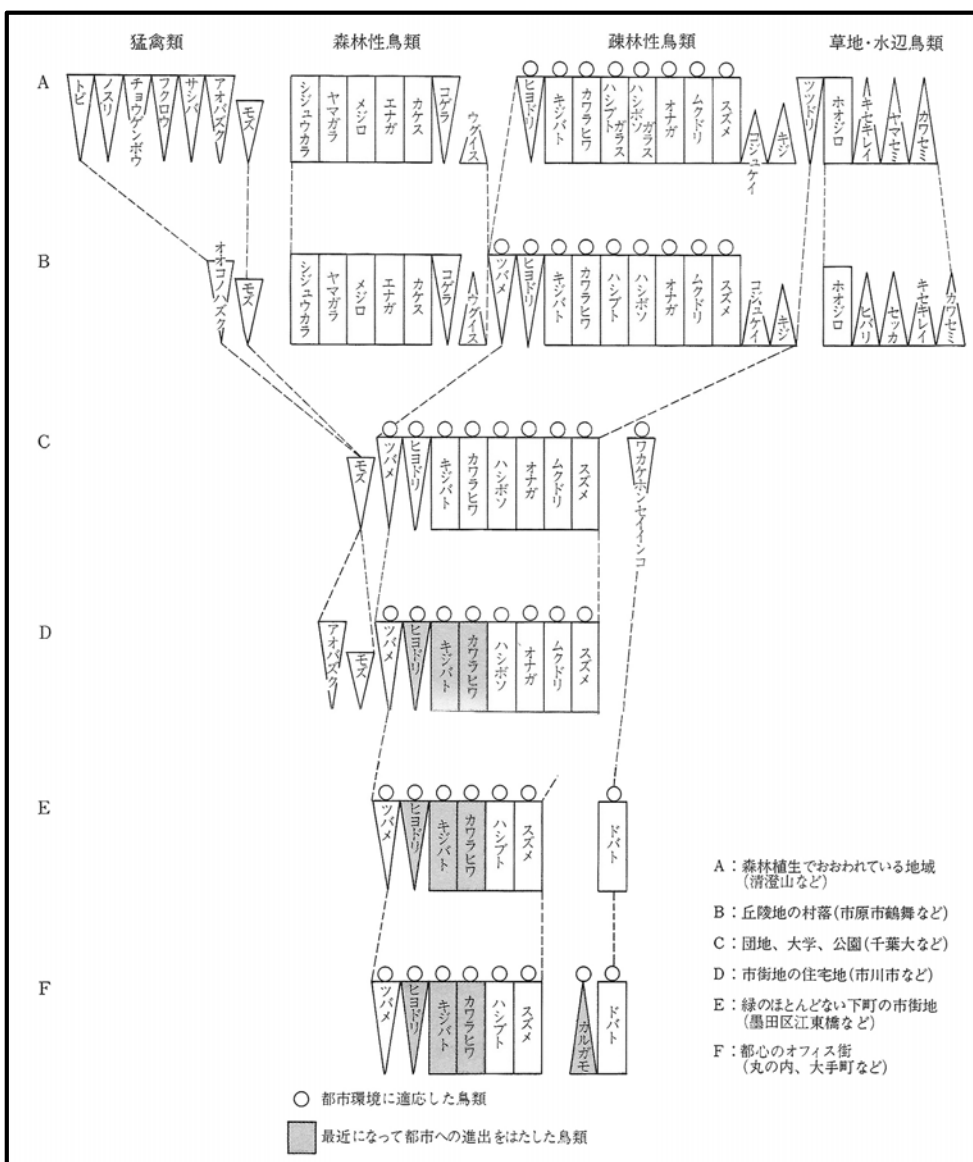 猛禽類 森林性鳥類 疎林性鳥類 草地・水辺鳥類
A
トビ
ノスリ
チョウゲンボウ
フクロウ
サシバ
アオバズク
モズ
シジュウカラ
ヤマガラ
メジロ
エナガ
カケス
コゲラ
ウグイス
ヒヨドリ
キジバト
カワラヒワ
ハシブトガラス
ハシボソガラス
オナガ
ムクドリ
スズメ
コジュケイ
キジ
ツツドリ
ホオジロ
キセキレイ
ヤマセミ
カワセミ
B
オオコノハズク
モズ
シジュウカラ
ヤマガラ
メジロ
エナガ
カケス
コゲラ
ウグイス
ツバメ
ヒヨドリ
キジバト
カワラヒワ
ハシブト
ハシボソ
オナガ
ムクドリ
スズメ
コジュケイ
キジ
ホオジロ
ヒバリ
セッカ
キセキレイ
カワセミ
C
モズ
ツバメ
ヒヨドリ
キジバト
カワラヒワ
ハシボソ
オナガ
ムクドリ
スズメ
ワカケホンセイインコ
D
アオバズク
モズ
ツバメ
ヒヨドリ
キジバト
カワラヒワ
ハシボソ
オナガ
ムクドリ
スズメ
E
ツバメ
ヒヨドリ
キジバト
カワラヒワ
ハシブト
スズメ
ドバト
F
ツバメ
ヒヨドリ
キジバト
カワラヒワ
ハシブト
スズメ
カルガモ
ドバト
A：森林植生でおおわれている地域
(清澄山など)
B：丘陵地の村落(市原市鶴舞など)
C：団地、大学、公園(千葉大など)
D：市街地の住宅地(市川市など)
E：緑のほとんどない下町の市街地
(墨田区江東橋など)
F：都心のオフィス街
(丸の内、大手町など)
○ 都市環境に適応した鳥類
最近になって都市への進出をはたした鳥類